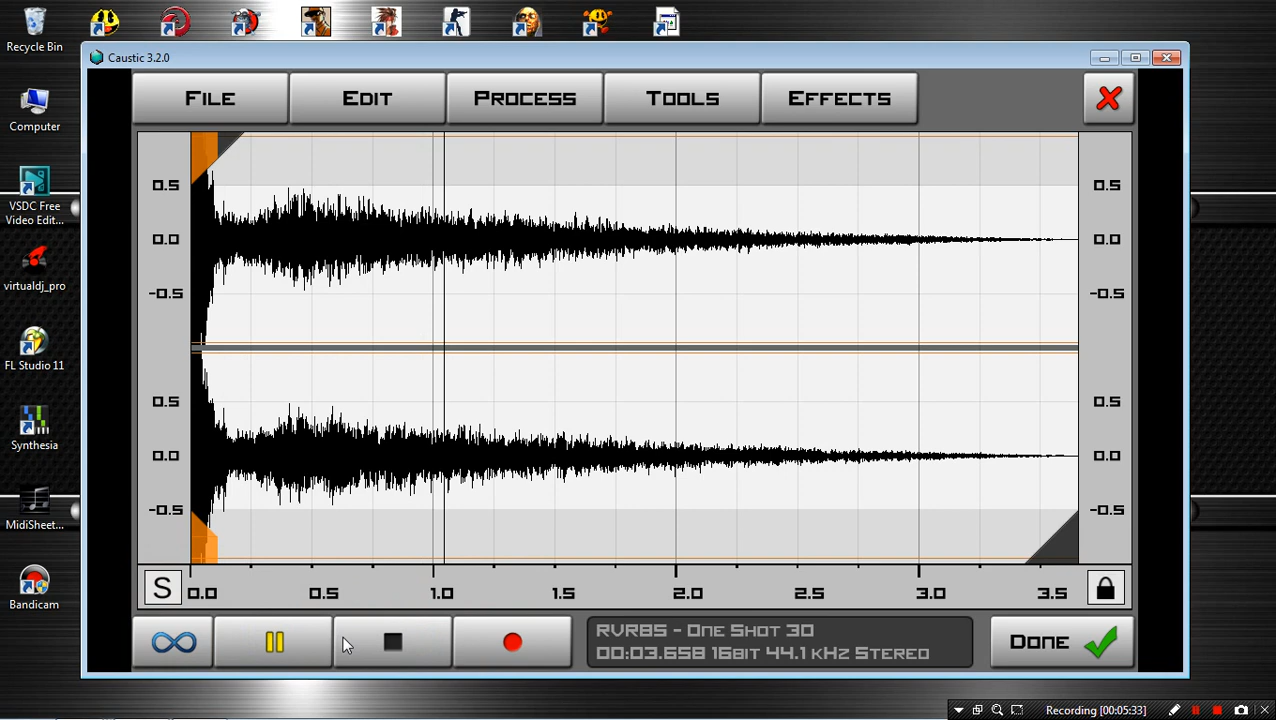 Recycle Bin
Computer
VSDC Free
Video Edit...
virtualdj_pro
FL Studio 11
Synthesia
MidiSheet...
Bandicam
Caustic 3.2.0
FILE
EDIT
PROCESS
TOOLS
EFFECTS
0.5
0.5
0.0
0.0
-0.5
-0.5
0.5
0.5
0.0
0.0
-0.5
-0.5
S
0.0
0.5
1.0
1.5
2.0
2.5
3.0
3.5
RVR85 - ONE SHOT 30
00:03.658 16BIT 44.1 KHZ STEREO
DONE
Recording [00:05:33]